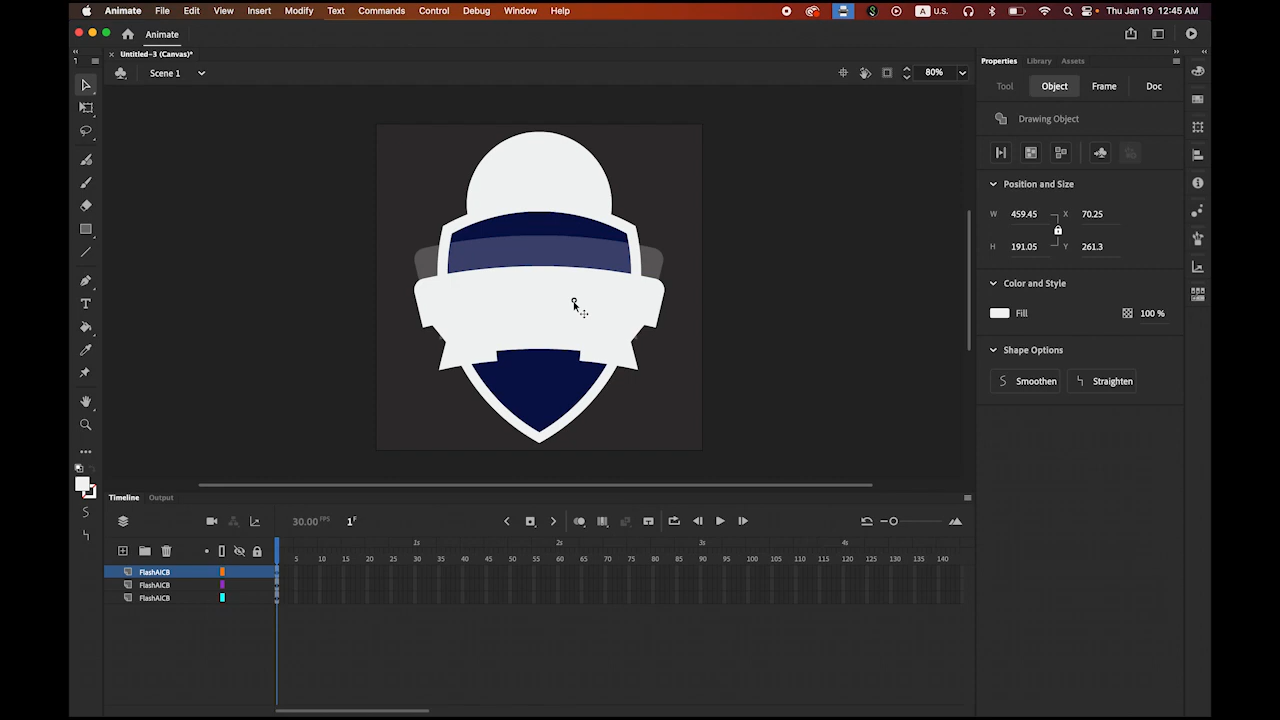 Animate File Edit View Insert Modify Text Commands Control Debug Window Help A U.S. Thu Jan 19 12:45 AM
Animate
Untitled-3 (Canvas)*
Scene 1 80%
Properties Library Assets
Tool Object Frame Doc
Drawing Object
Position and Size
W 459.45 X 70.25
H 191.05 Y 261.3
Color and Style
Fill 100 %
Shape Options
Smoothen Straighten
Timeline Output
30.00 FPS 1 F
1s 2s 3s 4s
5 10 15 20 25 30 35 40 45 50 55 60 65 70 75 80 85 90 95 100 105 110 115 120 125 130 135 140
FlashAICB
FlashAICB
FlashAICB